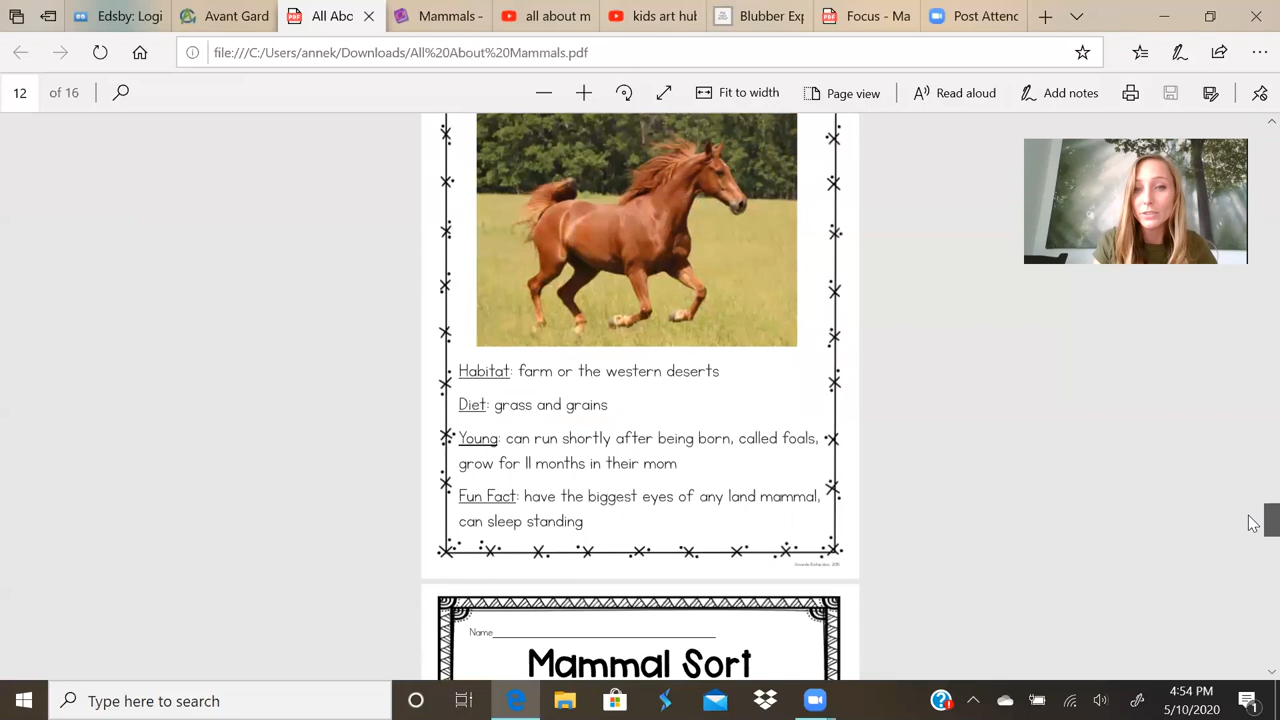 Edsby: Logi
Avant Gard
All Abc
Mammals -
all about m
kids art hu
Blubber Exp
Focus - Ma
Post Attenc
file:///C:/Users/annek/Downloads/All%20About%20Mammals.pdf
12 of 16
Fit to width
Page view
Read aloud
Add notes
Habitat: farm or the western deserts
Diet: grass and grains
Young: can run shortly after being born, called foals,
grow for 11 months in their mom
Fun Fact: have the biggest eyes of any land mammal,
can sleep standing
Name
Mammal Sort
Type here to search
4:54 PM
5/10/2020